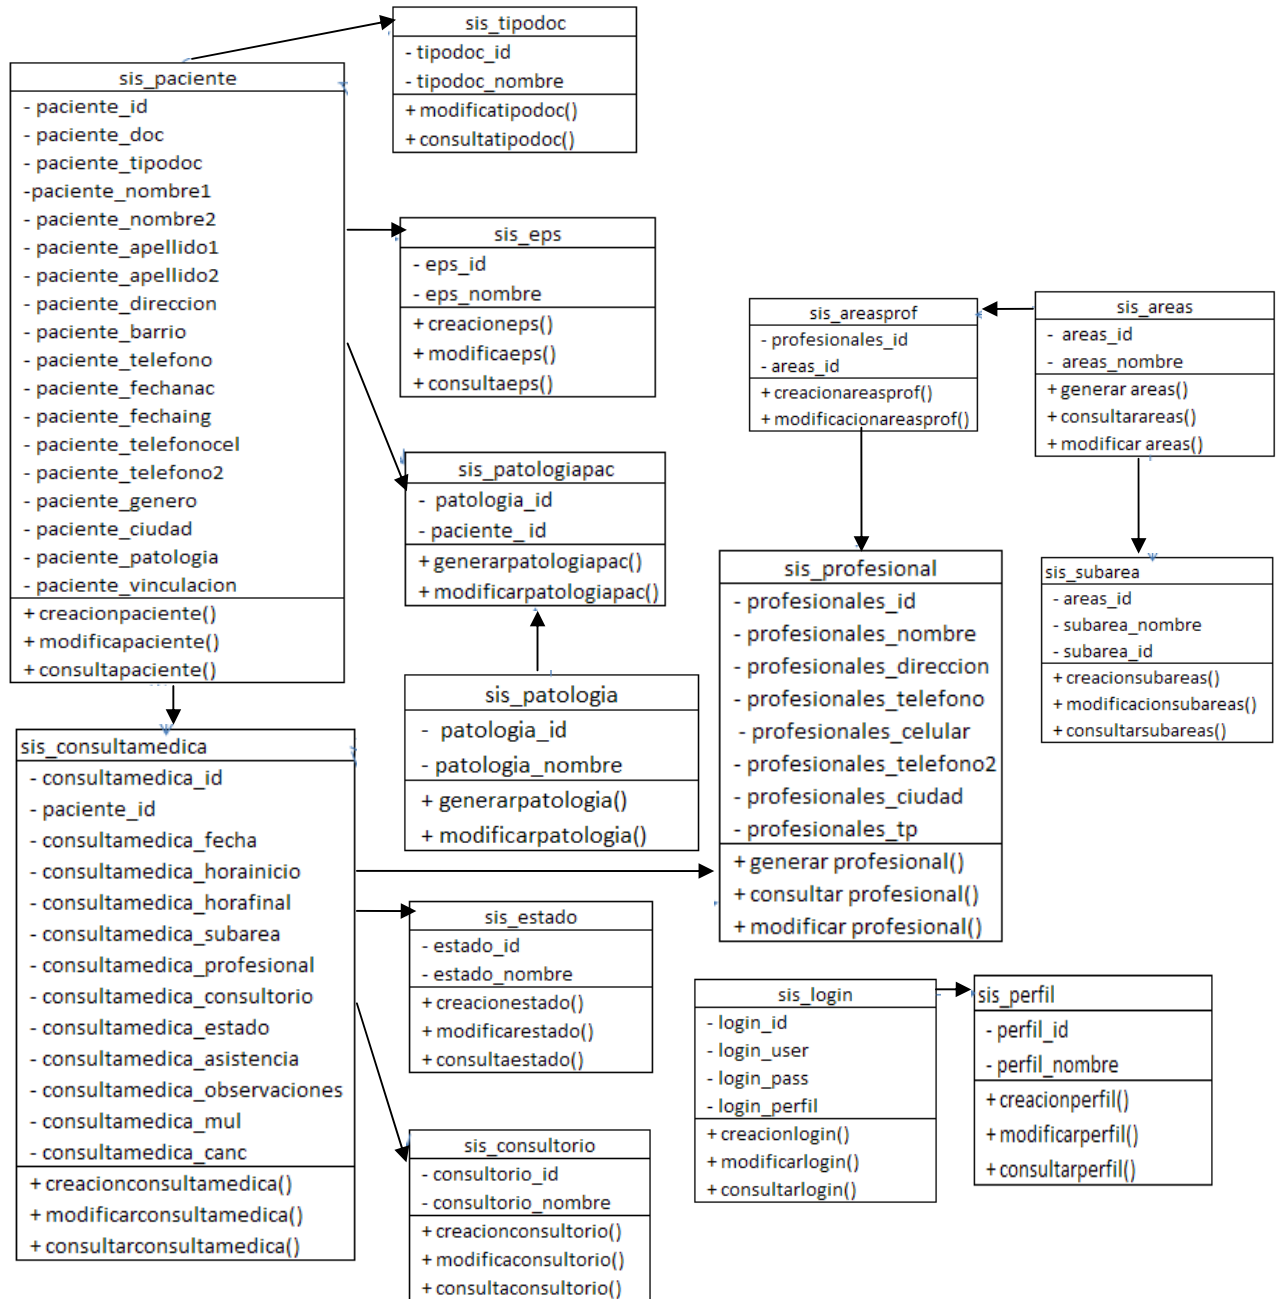 sis_tipodoc
- tipodoc_id
- tipodoc_nombre
+ modificatipodoc()
+ consultatipodoc()
sis_paciente
- paciente_id
- paciente_doc
- paciente_tipodoc
-paciente_nombre1
- paciente_nombre2
- paciente_apellido1
- paciente_apellido2
- paciente_direccion
- paciente_barrio
- paciente_telefono
- paciente_fechanac
- paciente_fechaing
- paciente_telefonocel
- paciente_telefono2
- paciente_genero
- paciente_ciudad
- paciente_patologia
- paciente_vinculacion
+ creacionpaciente()
+ modificapaciente()
+ consultapaciente()
sis_eps
- eps_id
- eps_nombre
+ creacioneps()
+ modificaeps()
+ consultaeps()
sis_areasprof
- profesionales_id
- areas_id
+ creacionareasprof()
+ modificacionareasprof()
sis_areas
- areas_id
- areas_nombre
+ generar areas()
+ consultarareas()
+ modificar areas()
sis_patologiapac
- patologia_id
- paciente_ id
+ generarpatologiapac()
+ modificarpatologiapac()
sis_profesional
- profesionales_id
- profesionales_nombre
- profesionales_direccion
- profesionales_telefono
- profesionales_celular
- profesionales_telefono2
- profesionales_ciudad
- profesionales_tp
+ generar profesional()
+ consultar profesional()
+ modificar profesional()
sis_subarea
- areas_id
- subarea_nombre
- subarea_id
+ creacionsubareas()
+ modificacionsubareas()
+ consultarsubareas()
sis_patologia
- patologia_id
- patologia_nombre
+ generarpatologia()
+ modificarpatologia()
sis_consultamedica
- consultamedica_id
- paciente_id
- consultamedica_fecha
- consultamedica_horainicio
- consultamedica_horafinal
- consultamedica_subarea
- consultamedica_profesional
- consultamedica_consultorio
- consultamedica_estado
- consultamedica_asistencia
- consultamedica_observaciones
- consultamedica_mul
- consultamedica_canc
+ creacionconsultamedica()
+ modificarconsultamedica()
+ consultarconsultamedica()
sis_estado
- estado_id
- estado_nombre
+ creacionestado()
+ modificarestado()
+ consultaestado()
sis_login
- login_id
- login_user
- login_pass
- login_perfil
+ creacionlogin()
+ modificarlogin()
+ consultarlogin()
sis_perfil
- perfil_id
- perfil_nombre
+ creacionperfil()
+ modificarperfil()
+ consultarperfil()
sis_consultorio
- consultorio_id
- consultorio_nombre
+ creacionconsultorio()
+ modificaconsultorio()
+ consultaconsultorio()